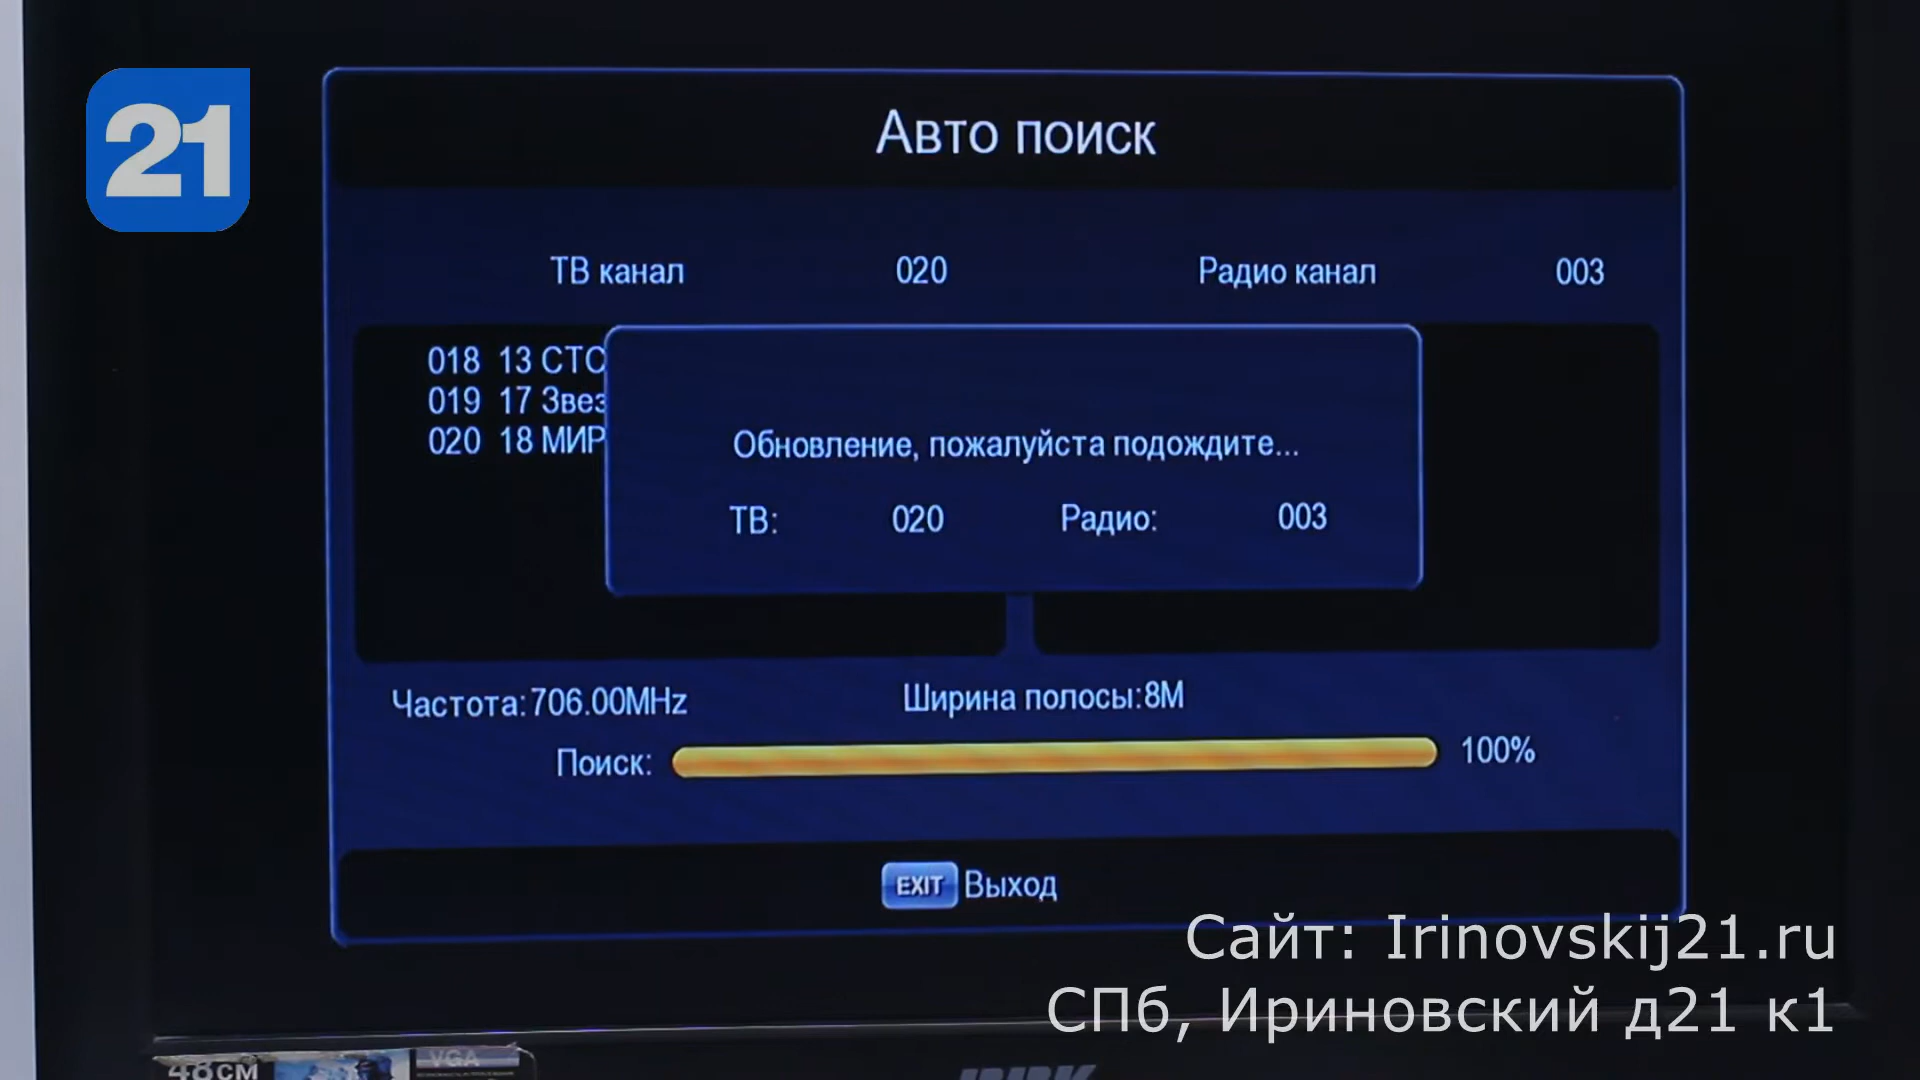 21
Авто поиск
ТВ канал 020 Радио канал 003
018 13 СТС
019 17 Звез
020 18 МИР
Обновление, пожалуйста подождите...
ТВ: 020 Радио: 003
Частота:706.00MHz Ширина полосы:8M
Поиск: 100%
EXIT Выход
Сайт: Irinovskij21.ru
СПб, Ириновский д21 к1
48см VGA